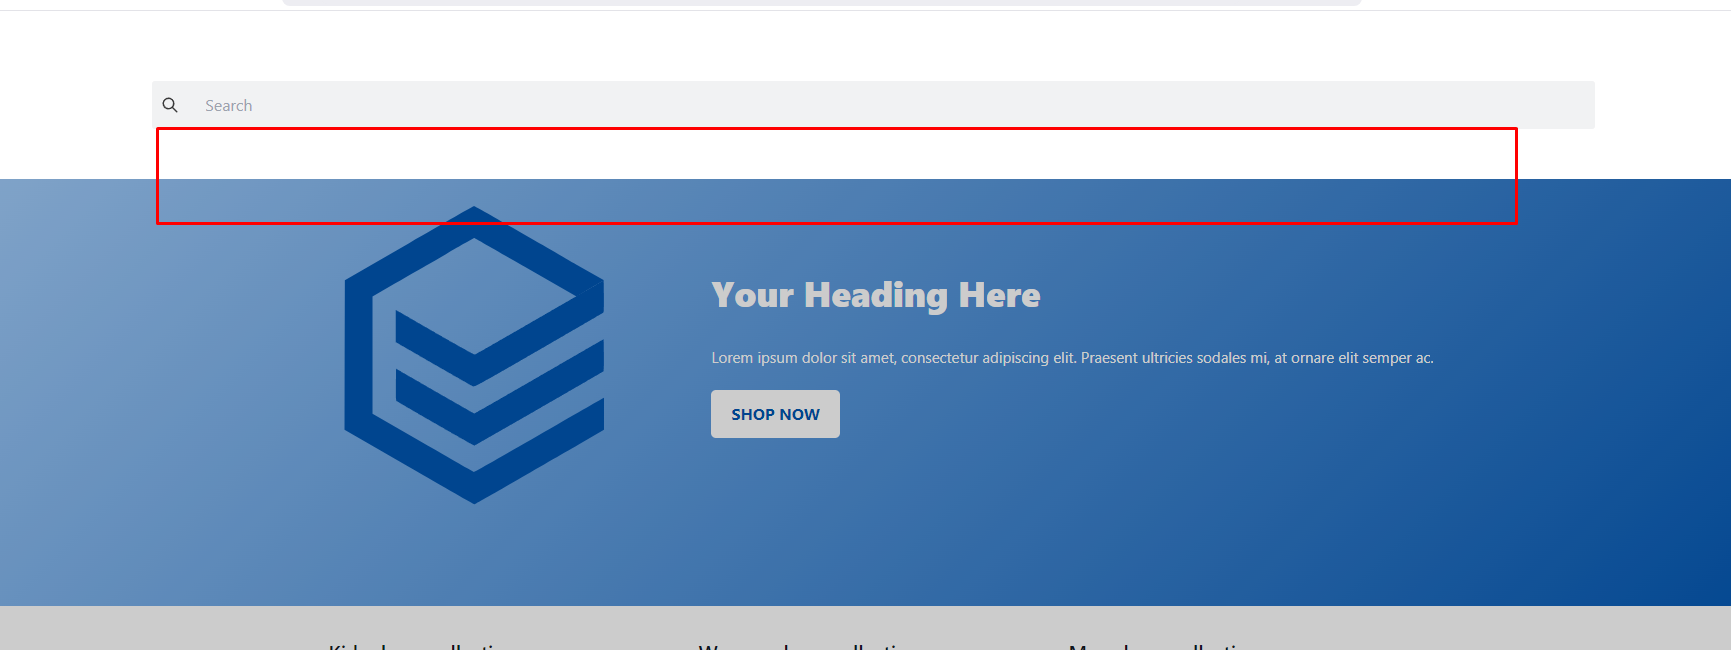 Search
Your Heading Here
Lorem ipsum dolor sit amet, consectetur adipiscing elit. Praesent ultricies sodales mi, at ornare elit semper ac.
SHOP NOW